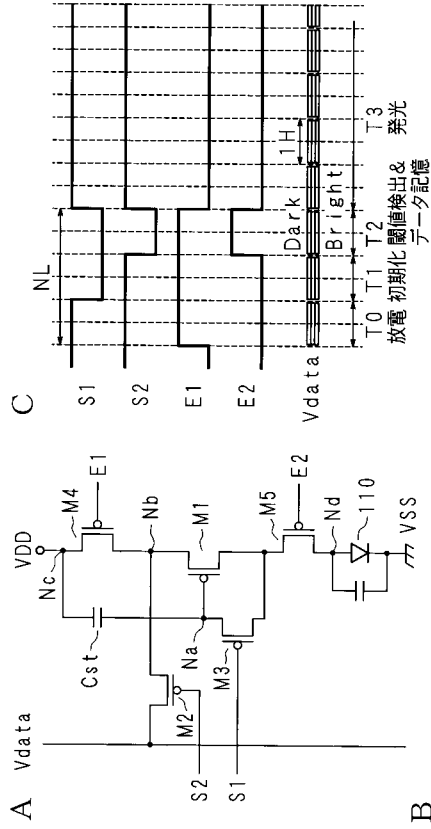 A
Vdata
VDD
Nc
M4
E1
Cst
Nb
M2
Na
M1
M3
S2
S1
M5
E2
Nd
110
VSS
B
C
NL
S1
S2
E1
E2
Dark
1H
Vdata
Bright
T0 T1 T2 T3
放電 初期化 閾値検出& 発光
データ記憶